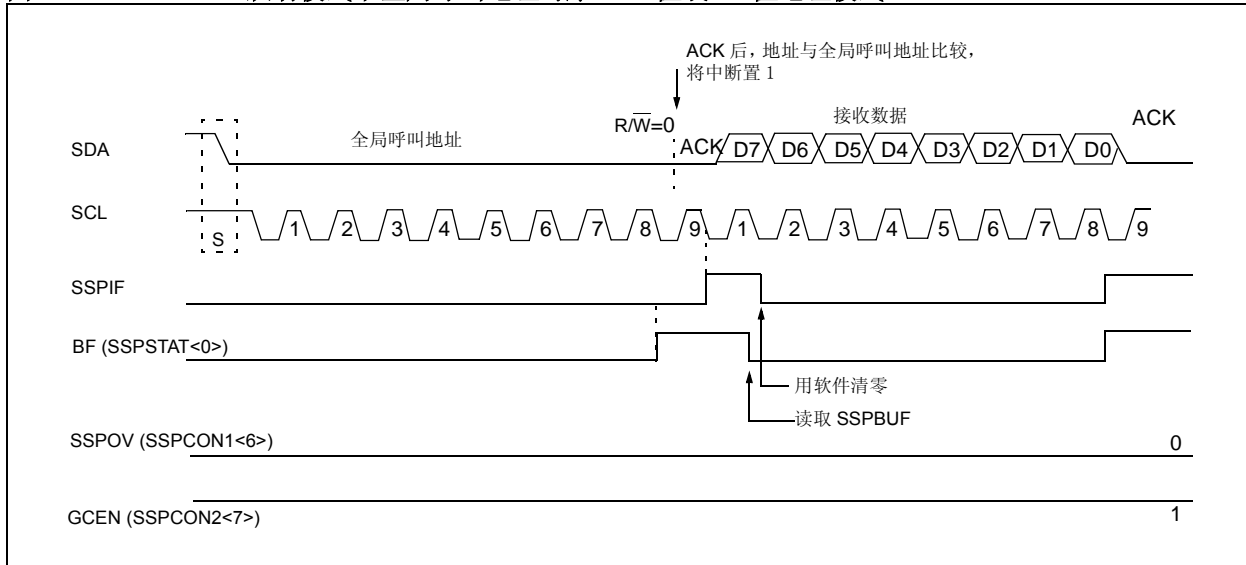 ACK 后，地址与全局呼叫地址比较，
将中断置 1
R/W=0
接收数据
ACK
SDA
全局呼叫地址
ACK
D7 D6 D5 D4 D3 D2 D1 D0
SCL
S
1 2 3 4 5 6 7 8 9 1 2 3 4 5 6 7 8 9
SSPIF
BF (SSPSTAT<0>)
用软件清零
读取 SSPBUF
SSPOV (SSPCON1<6>)
0
GCEN (SSPCON2<7>)
1